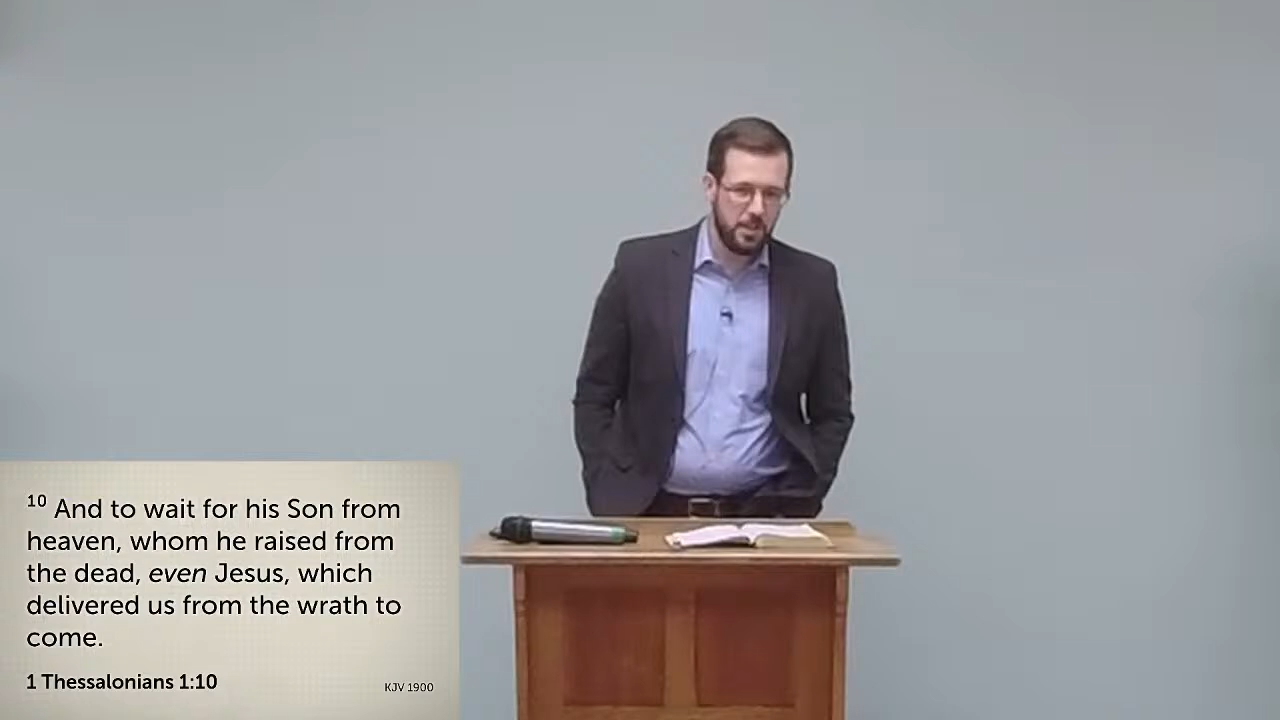 10 And to wait for his Son from
heaven, whom he raised from
the dead, even Jesus, which
delivered us from the wrath to
come.
1 Thessalonians 1:10
KJV 1900